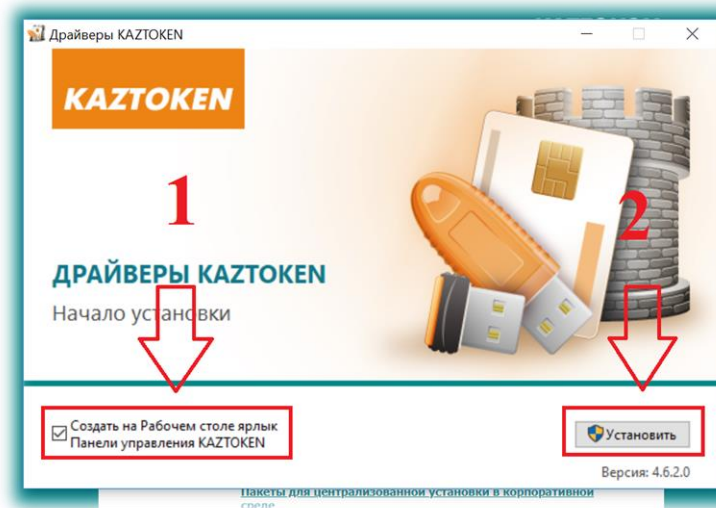 Драйверы KAZTOKEN
KAZTOKEN
1
2
ДРАЙВЕРЫ KAZTOKEN
Начало установки
Создать на Рабочем столе ярлык
Панели управления KAZTOKEN
Установить
Версия: 4.6.2.0
Пакеты для централизованной установки в корпоративной
среде